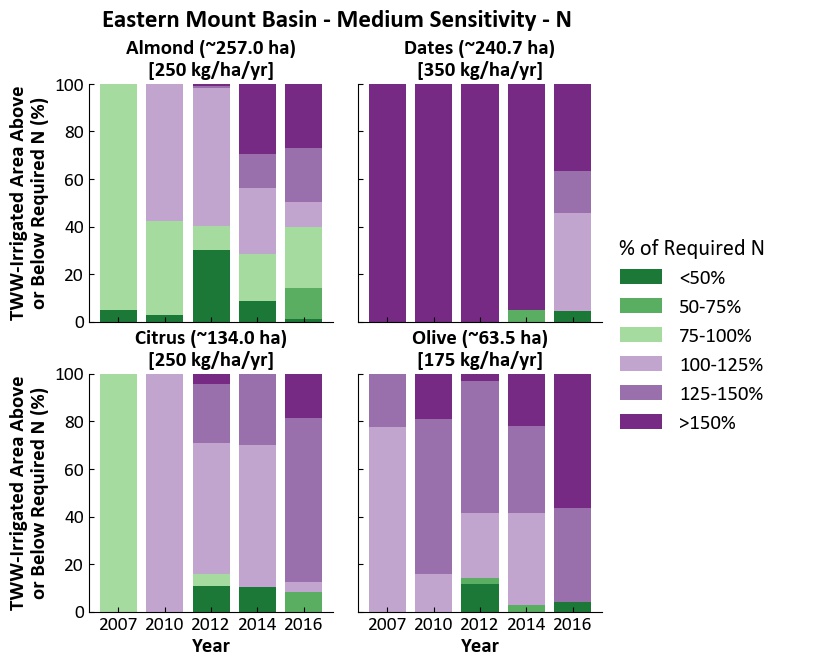 Eastern Mount Basin - Medium Sensitivity - N
Almond (~257.0 ha)
[250 kg/ha/yr]
Dates (~240.7 ha)
[350 kg/ha/yr]
TWW-Irrigated Area Above
or Below Required N (%)
100
80
60
40
20
0
% of Required N
<50%
50-75%
75-100%
100-125%
125-150%
>150%
Citrus (~134.0 ha)
[250 kg/ha/yr]
Olive (~63.5 ha)
[175 kg/ha/yr]
TWW-Irrigated Area Above
or Below Required N (%)
100
80
60
40
20
0
2007 2010 2012 2014 2016
Year
2007 2010 2012 2014 2016
Year